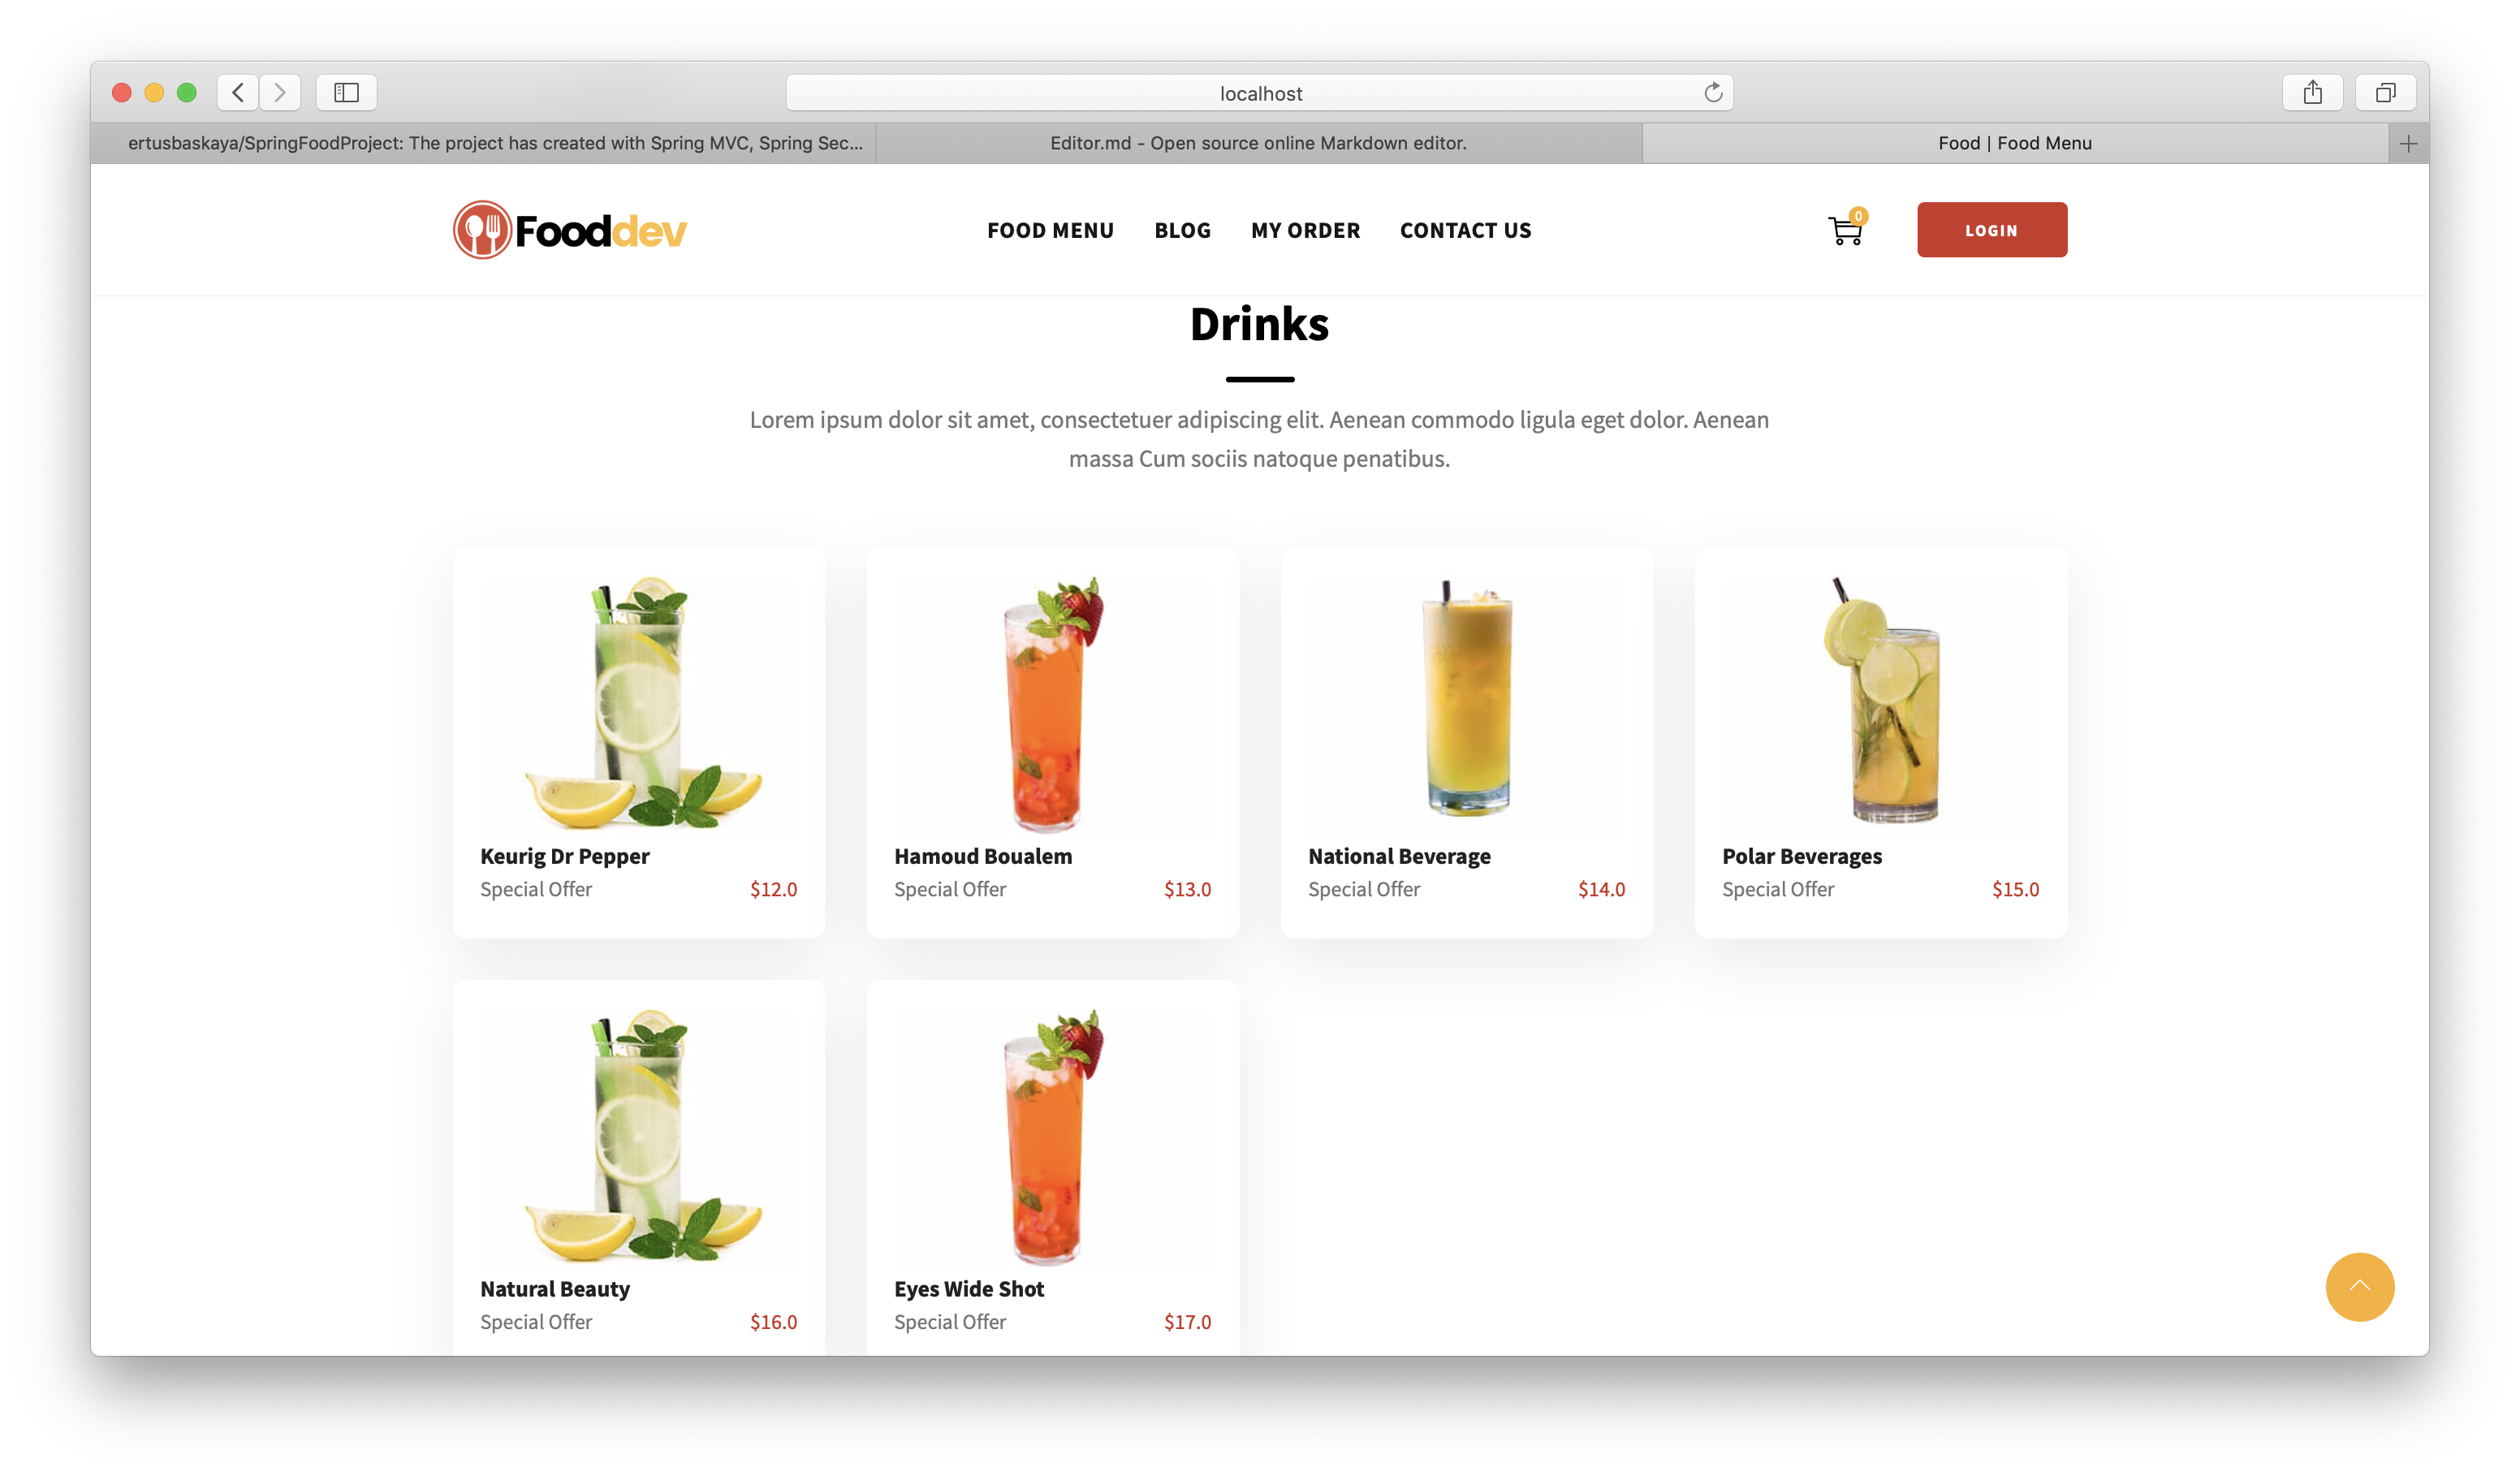 localhost
ertusbaskaya/SpringFoodProject: The project has created with Spring MVC, Spring Sec...
Editor.md - Open source online Markdown editor.
Food | Food Menu
Fooddev
FOOD MENU
BLOG
MY ORDER
CONTACT US
0
LOGIN
Drinks
Lorem ipsum dolor sit amet, consectetuer adipiscing elit. Aenean commodo ligula eget dolor. Aenean
massa Cum sociis natoque penatibus.
Keurig Dr Pepper
Special Offer $12.0
Hamoud Boualem
Special Offer $13.0
National Beverage
Special Offer $14.0
Polar Beverages
Special Offer $15.0
Natural Beauty
Special Offer $16.0
Eyes Wide Shot
Special Offer $17.0